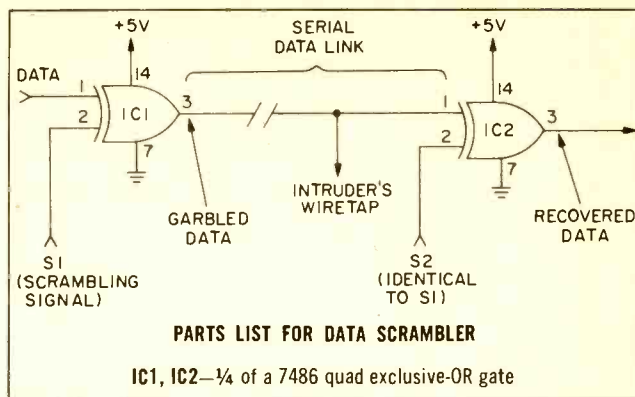 +5V
SERIAL
DATA LINK
+5V
DATA
14
14
1
IC1
3
1
IC2
3
2
2
7
7
INTRUDER'S
WIRETAP
GARBLED
DATA
RECOVERED
DATA
S1
(SCRAMBLING
SIGNAL)
S2
(IDENTICAL
TO S1)
PARTS LIST FOR DATA SCRAMBLER
IC1, IC2—¼ of a 7486 quad exclusive-OR gate